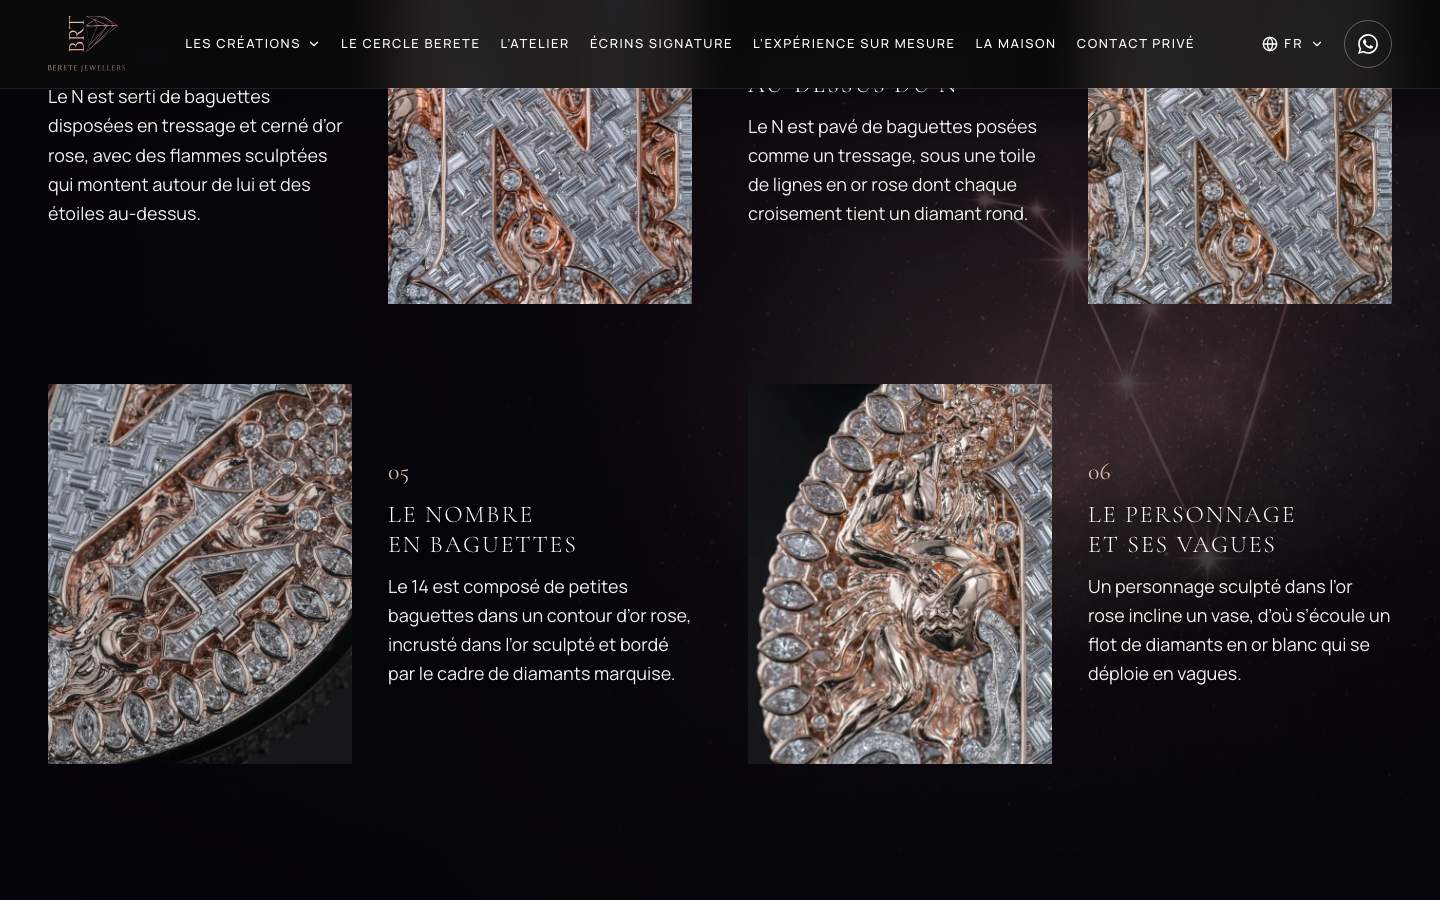 BRT
BERETE JEWELLERS
LES CRÉATIONS
LE CERCLE BERETE
L’ATELIER
ÉCRINS SIGNATURE
L’EXPÉRIENCE SUR MESURE
LA MAISON
CONTACT PRIVÉ
FR
Le N est serti de baguettes
disposées en tressage et cerné d’or
rose, avec des flammes sculptées
qui montent autour de lui et des
étoiles au-dessus.
AU-DESSUS DU N
Le N est pavé de baguettes posées
comme un tressage, sous une toile
de lignes en or rose dont chaque
croisement tient un diamant rond.
05
LE NOMBRE
EN BAGUETTES
Le 14 est composé de petites
baguettes dans un contour d’or rose,
incrusté dans l’or sculpté et bordé
par le cadre de diamants marquise.
06
LE PERSONNAGE
ET SES VAGUES
Un personnage sculpté dans l’or
rose incline un vase, d’où s’écoule un
flot de diamants en or blanc qui se
déploie en vagues.